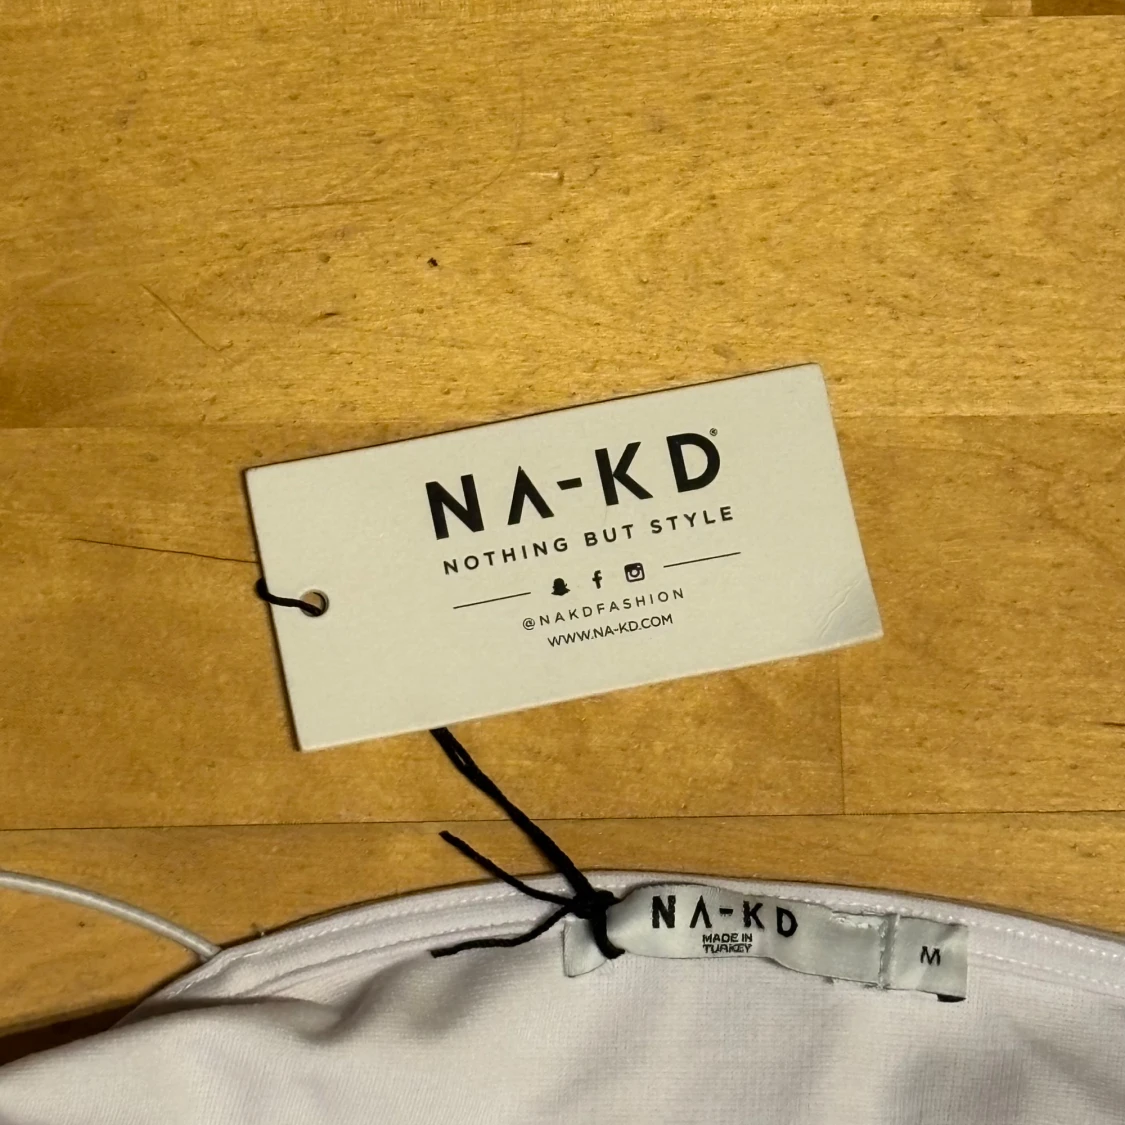 NA-KD®
NOTHING BUT STYLE
@NAKDFASHION
WWW.NA-KD.COM
NA-KD
MADE IN
TURKEY
M